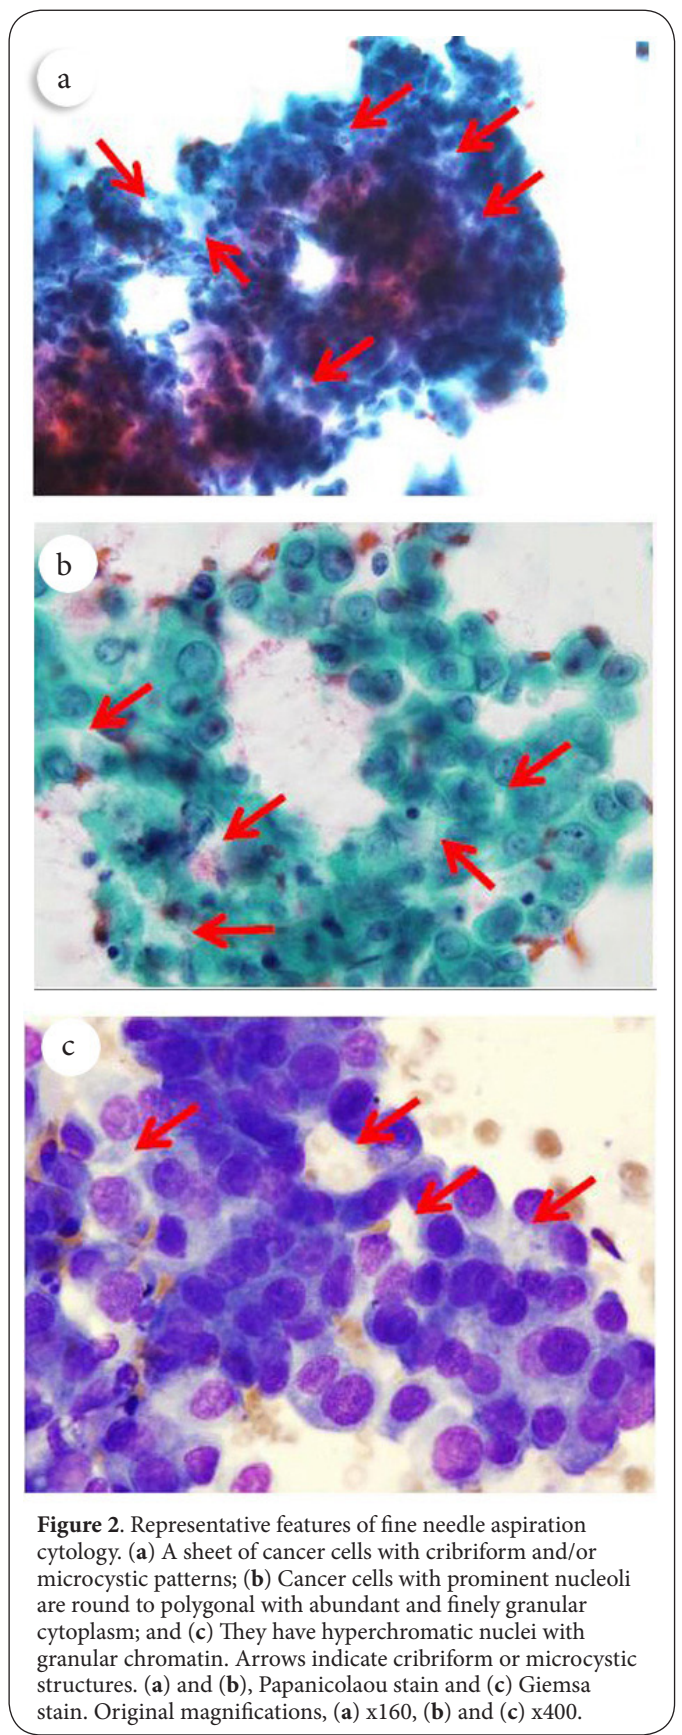 a
b
c
Figure 2. Representative features of fine needle aspiration
cytology. (a) A sheet of cancer cells with cribriform and/or
microcystic patterns; (b) Cancer cells with prominent nucleoli
are round to polygonal with abundant and finely granular
cytoplasm; and (c) They have hyperchromatic nuclei with
granular chromatin. Arrows indicate cribriform or microcystic
structures. (a) and (b), Papanicolaou stain and (c) Giemsa
stain. Original magnifications, (a) x160, (b) and (c) x400.